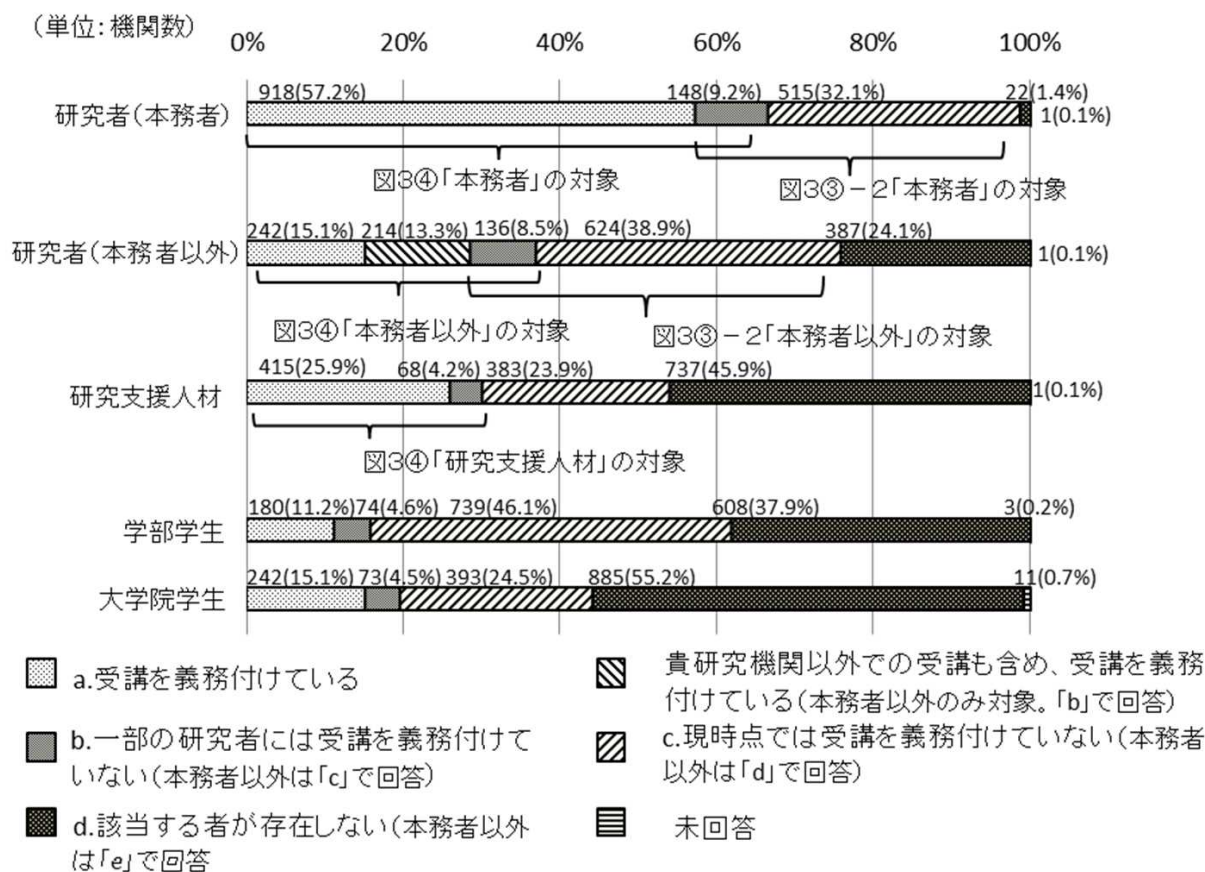 （単位：機関数）
0% 20% 40% 60% 80% 100%
918(57.2%) 148(9.2%) 515(32.1%) 22(1.4%)
研究者（本務者） 1(0.1%)
図3④「本務者」の対象 図3③－2「本務者」の対象
242(15.1%) 214(13.3%) 136(8.5%) 624(38.9%) 387(24.1%)
研究者（本務者以外） 1(0.1%)
図3④「本務者以外」の対象 図3③－2「本務者以外」の対象
415(25.9%) 68(4.2%) 383(23.9%) 737(45.9%)
研究支援人材 1(0.1%)
図3④「研究支援人材」の対象
180(11.2%) 74(4.6%) 739(46.1%) 608(37.9%) 3(0.2%)
学部学生
242(15.1%) 73(4.5%) 393(24.5%) 885(55.2%) 11(0.7%)
大学院学生
a.受講を義務付けている
貴研究機関以外での受講も含め、受講を義務
付けている（本務者以外のみ対象。「b」で回答）
b.一部の研究者には受講を義務付けて
いない（本務者以外は「c」で回答）
c.現時点では受講を義務付けていない（本務者
以外は「d」で回答）
d.該当する者が存在しない（本務者以外
は「e」で回答
未回答